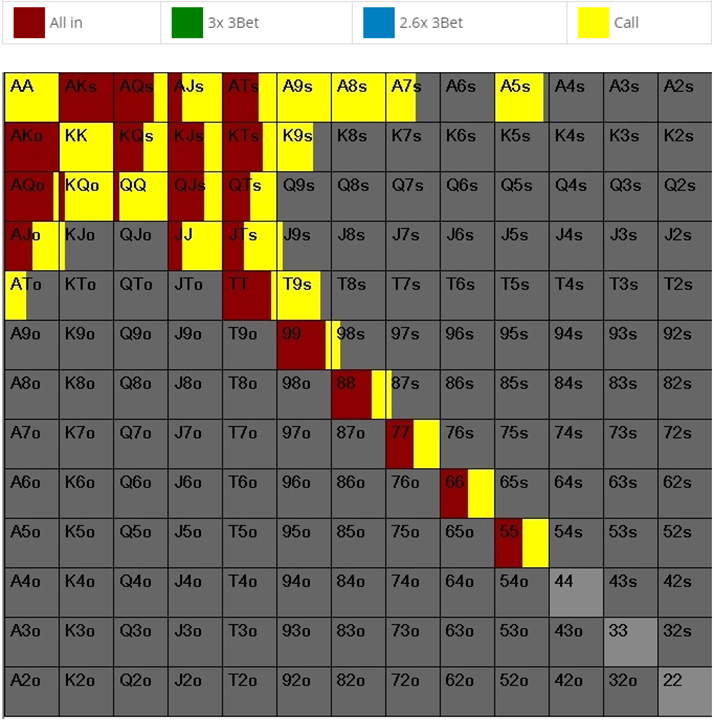 All in 3x 3Bet 2.6x 3Bet Call
AA AKs AQs AJs ATs A9s A8s A7s A6s A5s A4s A3s A2s
AKo KK KQs KJs KTs K9s K8s K7s K6s K5s K4s K3s K2s
AQo KQo QQ QJs QTs Q9s Q8s Q7s Q6s Q5s Q4s Q3s Q2s
AJo KJo QJo JJ JTs J9s J8s J7s J6s J5s J4s J3s J2s
ATo KTo QTo JTo TT T9s T8s T7s T6s T5s T4s T3s T2s
A9o K9o Q9o J9o T9o 99 98s 97s 96s 95s 94s 93s 92s
A8o K8o Q8o J8o T8o 98o 88 87s 86s 85s 84s 83s 82s
A7o K7o Q7o J7o T7o 97o 87o 77 76s 75s 74s 73s 72s
A6o K6o Q6o J6o T6o 96o 86o 76o 66 65s 64s 63s 62s
A5o K5o Q5o J5o T5o 95o 85o 75o 65o 55 54s 53s 52s
A4o K4o Q4o J4o T4o 94o 84o 74o 64o 54o 44 43s 42s
A3o K3o Q3o J3o T3o 93o 83o 73o 63o 53o 43o 33 32s
A2o K2o Q2o J2o T2o 92o 82o 72o 62o 52o 42o 32o 22